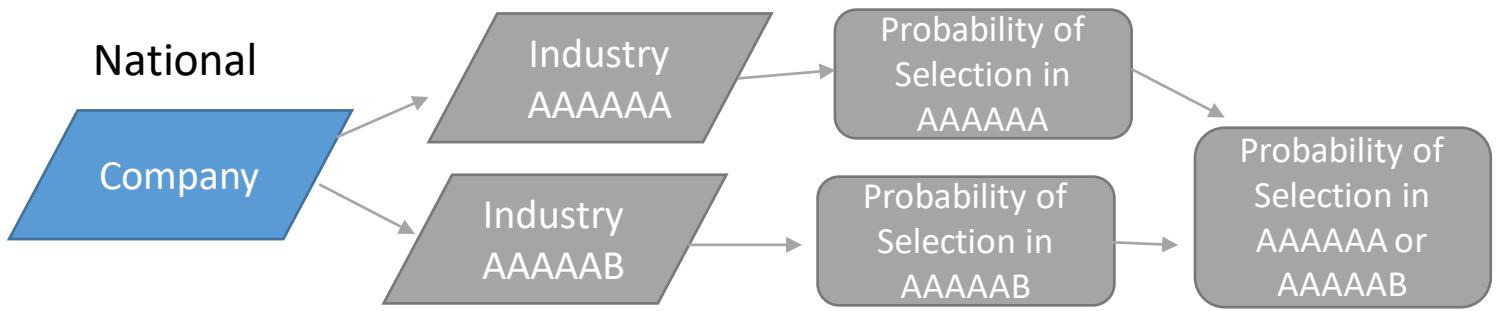 National
Company
Industry
AAAAAA
Industry
AAAAAB
Probability of
Selection in
AAAAAA
Probability of
Selection in
AAAAAB
Probability of
Selection in
AAAAAA or
AAAAAB